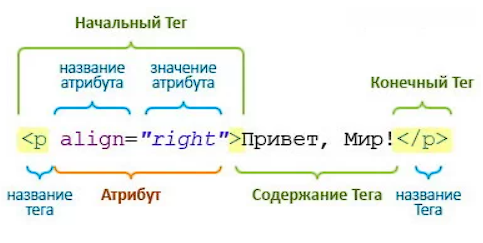 Начальный Тег
название
атрибута
значение
атрибута
Конечный Тег
<p align="right">Привет, Мир!</p>
название
тега
Атрибут
Содержание Тега
название
Тега